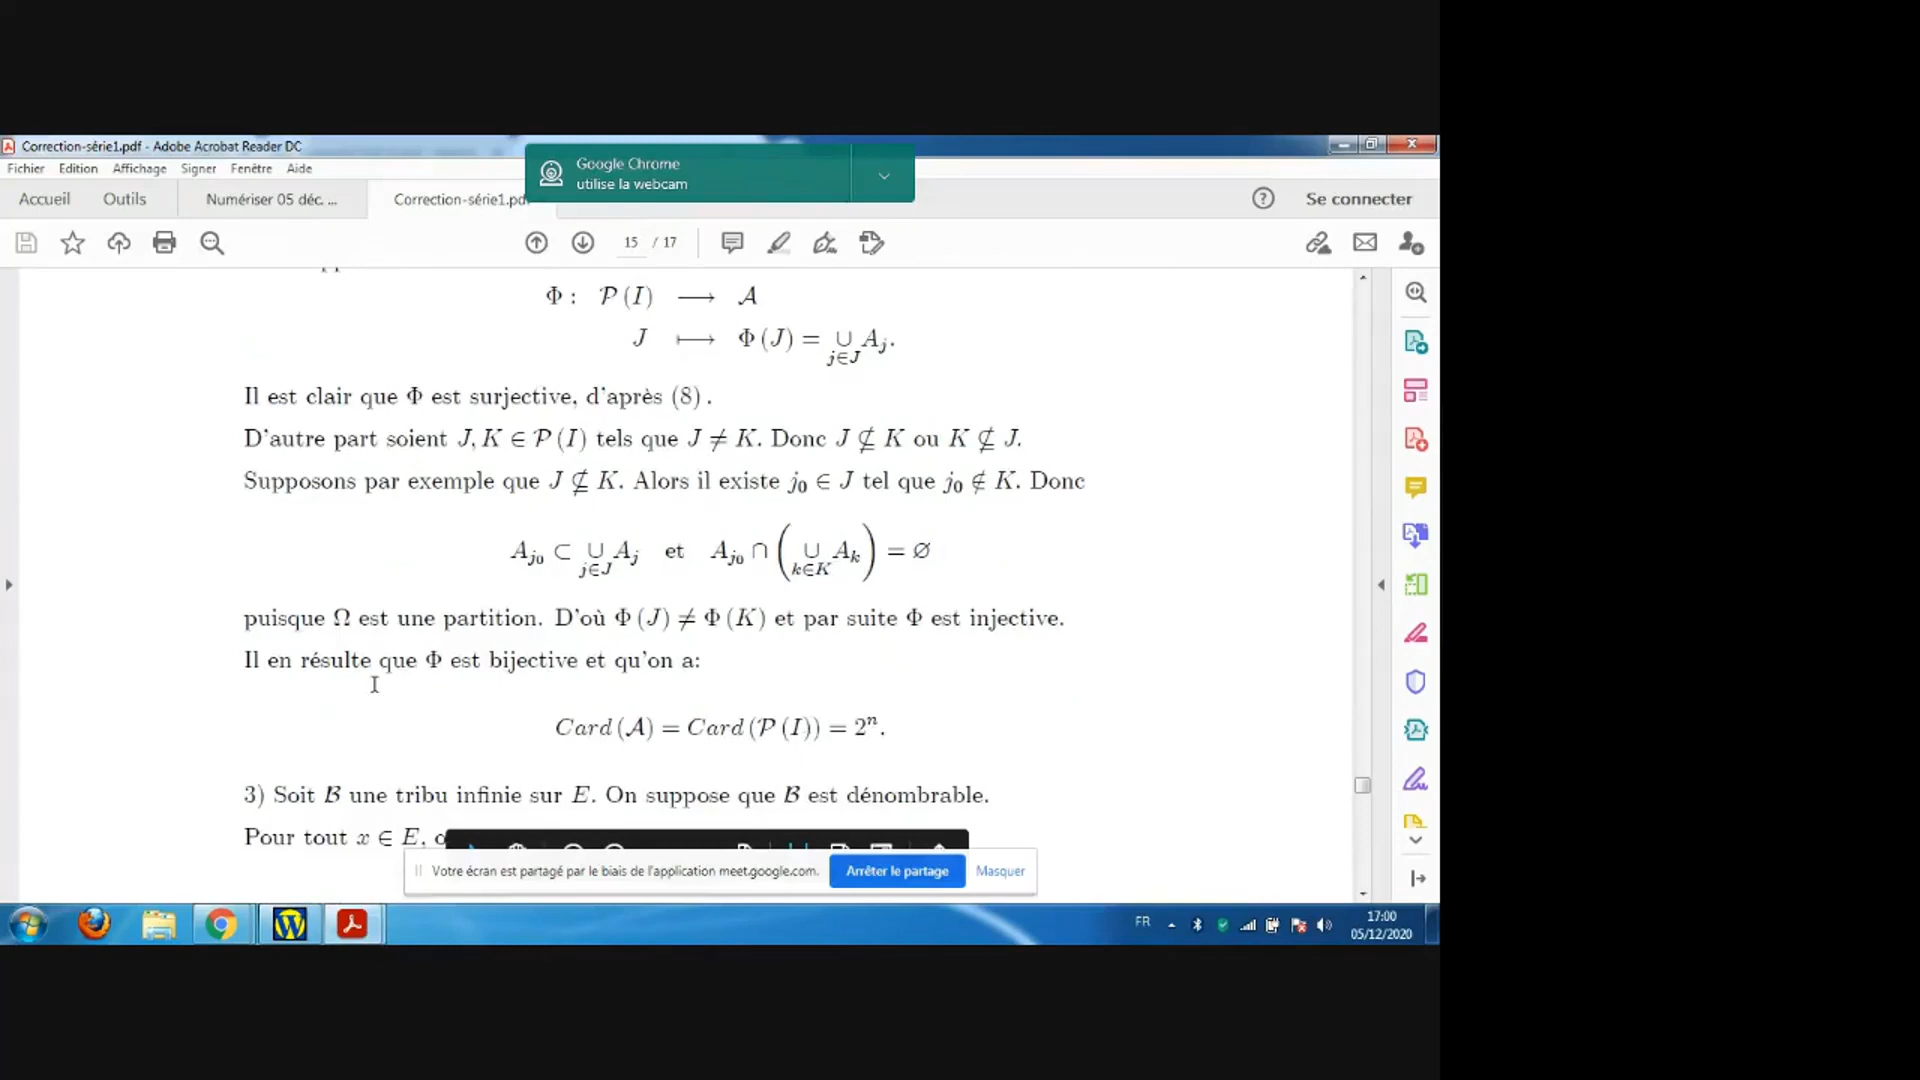 Correction-série1.pdf - Adobe Acrobat Reader DC
Fichier Edition Affichage Signer Fenêtre Aide
Google Chrome
utilise la webcam
Accueil Outils Numériser 05 déc. ... Correction-série1.pdf
Se connecter
15 / 17
Φ : P (I) ⟶ A
J ⟼ Φ (J) = ∪ A_j.
j∈J
Il est clair que Φ est surjective, d'après (8) .
D'autre part soient J, K ∈ P (I) tels que J ≠ K. Donc J ⊈ K ou K ⊈ J.
Supposons par exemple que J ⊈ K. Alors il existe j₀ ∈ J tel que j₀ ∉ K. Donc
A_{j₀} ⊂ ∪ A_j et A_{j₀} ∩ ( ∪ A_k ) = ∅
j∈J k∈K
puisque Ω est une partition. D'où Φ (J) ≠ Φ (K) et par suite Φ est injective.
Il en résulte que Φ est bijective et qu'on a:
Card (A) = Card (P (I)) = 2ⁿ.
3) Soit B une tribu infinie sur E. On suppose que B est dénombrable.
Pour tout x ∈ E, o
Votre écran est partagé par le biais de l'application meet.google.com. Arrêter le partage Masquer
FR
17:00
05/12/2020